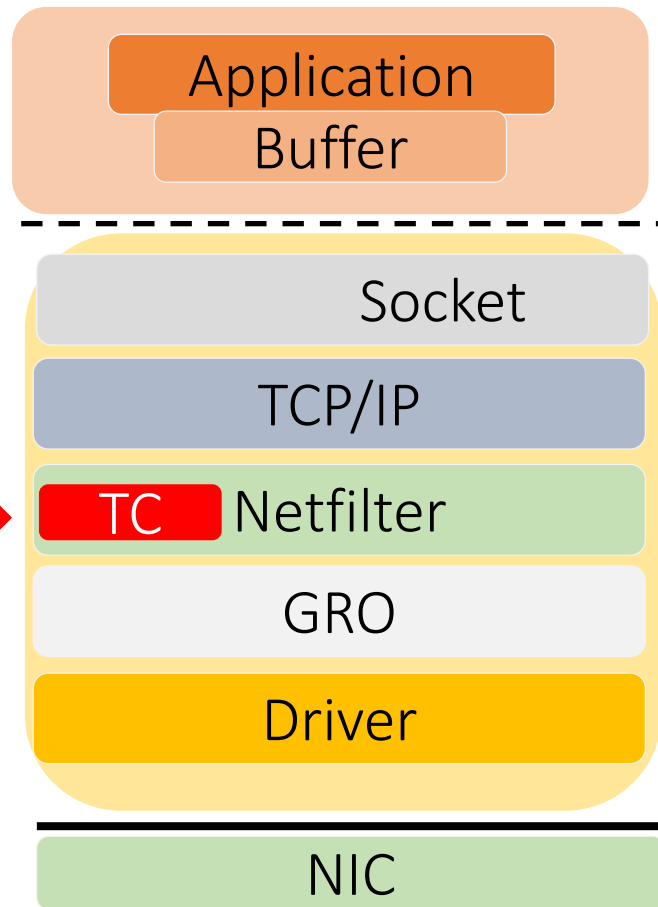 Application
Buffer
Socket
TCP/IP
TC Netfilter
GRO
Driver
NIC